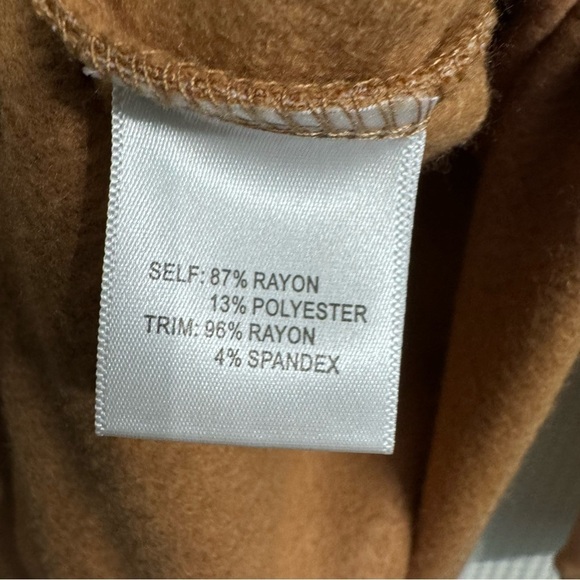 SELF: 87% RAYON
13% POLYESTER
TRIM: 96% RAYON
4% SPANDEX